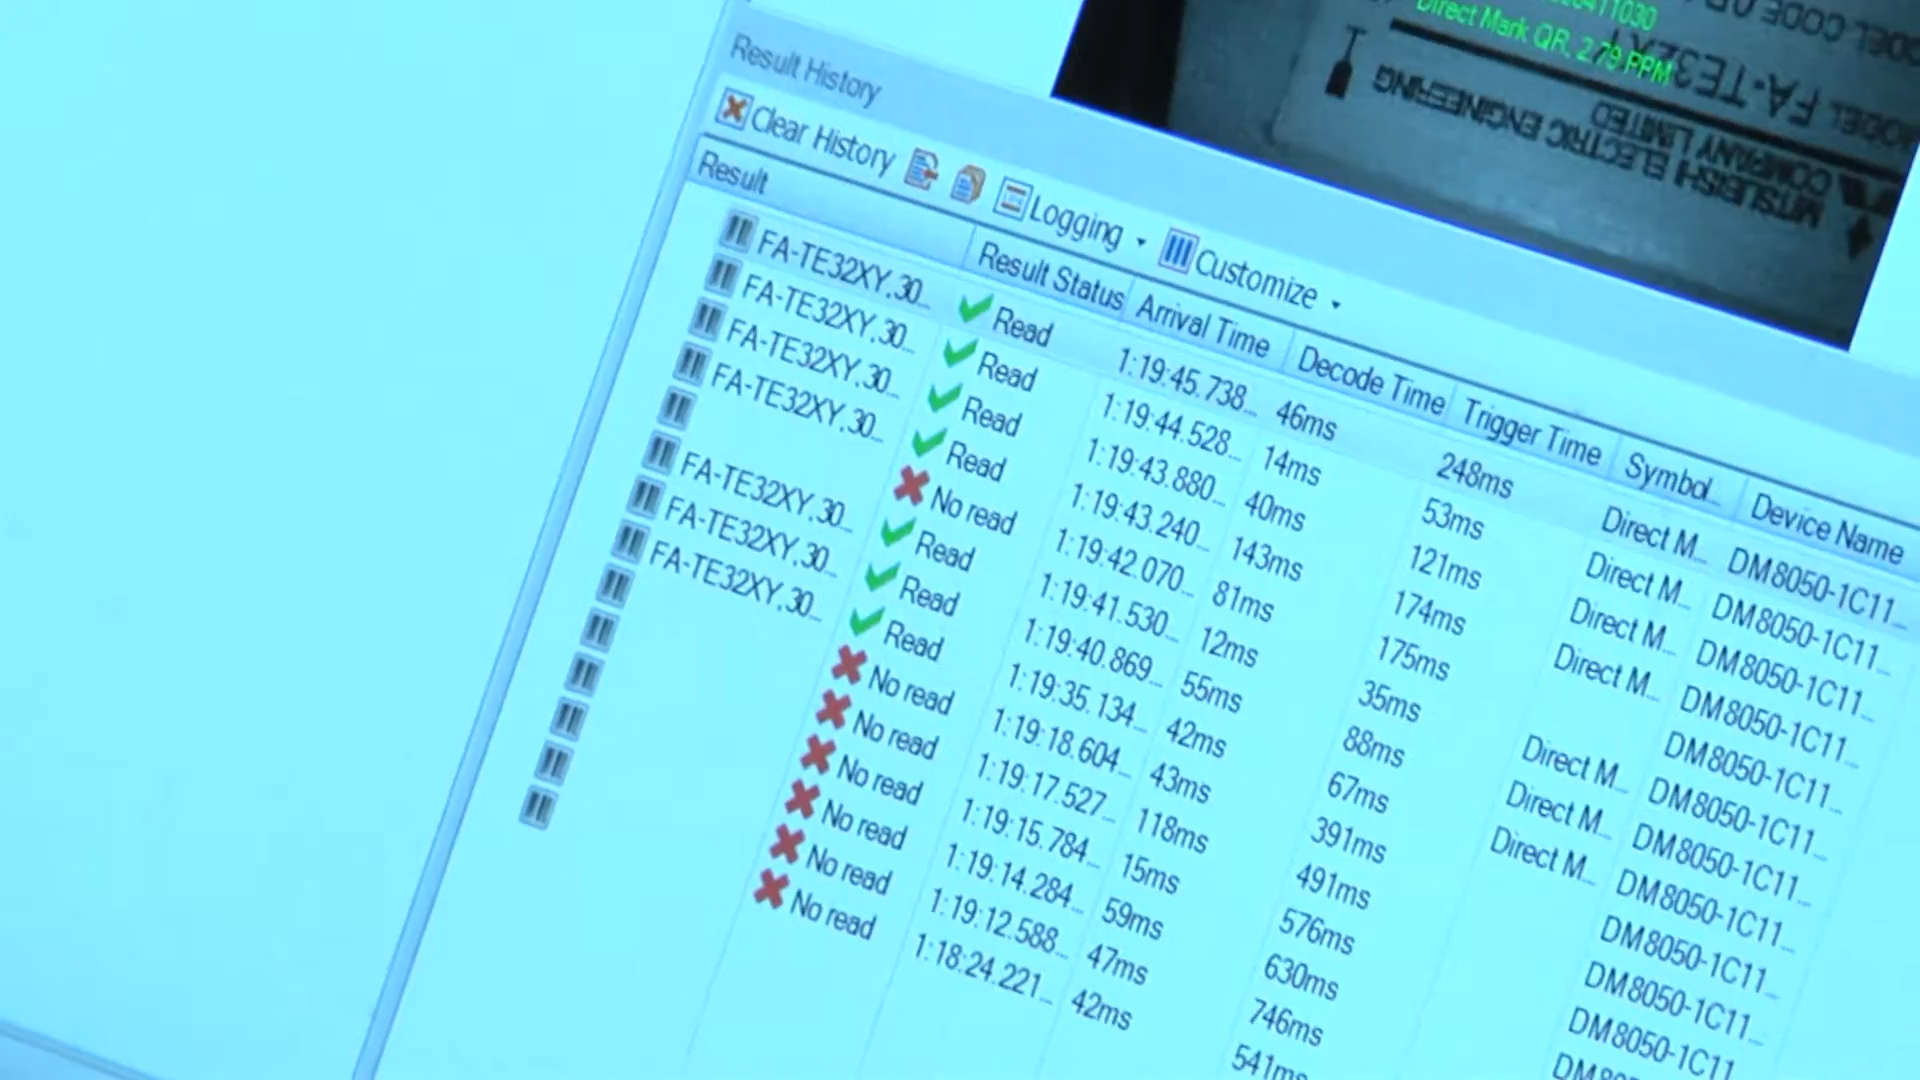 Direct Mark QR, 2.79 PPM
MITSUBISHI ELECTRIC ENGINEERING
COMPANY LIMITED
Result History
Clear History Logging Customize
Result Result Status Arrival Time Decode Time Trigger Time Symbol... Device Name
FA-TE32XY,30... Read 1:19:45.738... 46ms 248ms Direct M... DM8050-1C11...
FA-TE32XY,30... Read 1:19:44.528... 14ms 53ms Direct M... DM8050-1C11...
FA-TE32XY,30... Read 1:19:43.880... 40ms 121ms Direct M... DM8050-1C11...
FA-TE32XY,30... Read 1:19:43.240... 143ms 174ms Direct M... DM8050-1C11...
No read 1:19:42.070... 81ms 175ms DM8050-1C11...
FA-TE32XY,30... Read 1:19:41.530... 12ms 35ms Direct M... DM8050-1C11...
FA-TE32XY,30... Read 1:19:40.869... 55ms 88ms Direct M... DM8050-1C11...
FA-TE32XY,30... Read 1:19:35.134... 42ms 67ms Direct M... DM8050-1C11...
No read 1:19:18.604... 43ms 391ms DM8050-1C11...
No read 1:19:17.527... 118ms 491ms DM8050-1C11...
No read 1:19:15.784... 15ms 576ms DM8050-1C11
No read 1:19:14.284... 59ms 630ms
No read 1:19:12.588... 47ms 746ms
No read 1:18:24.221... 42ms 541ms